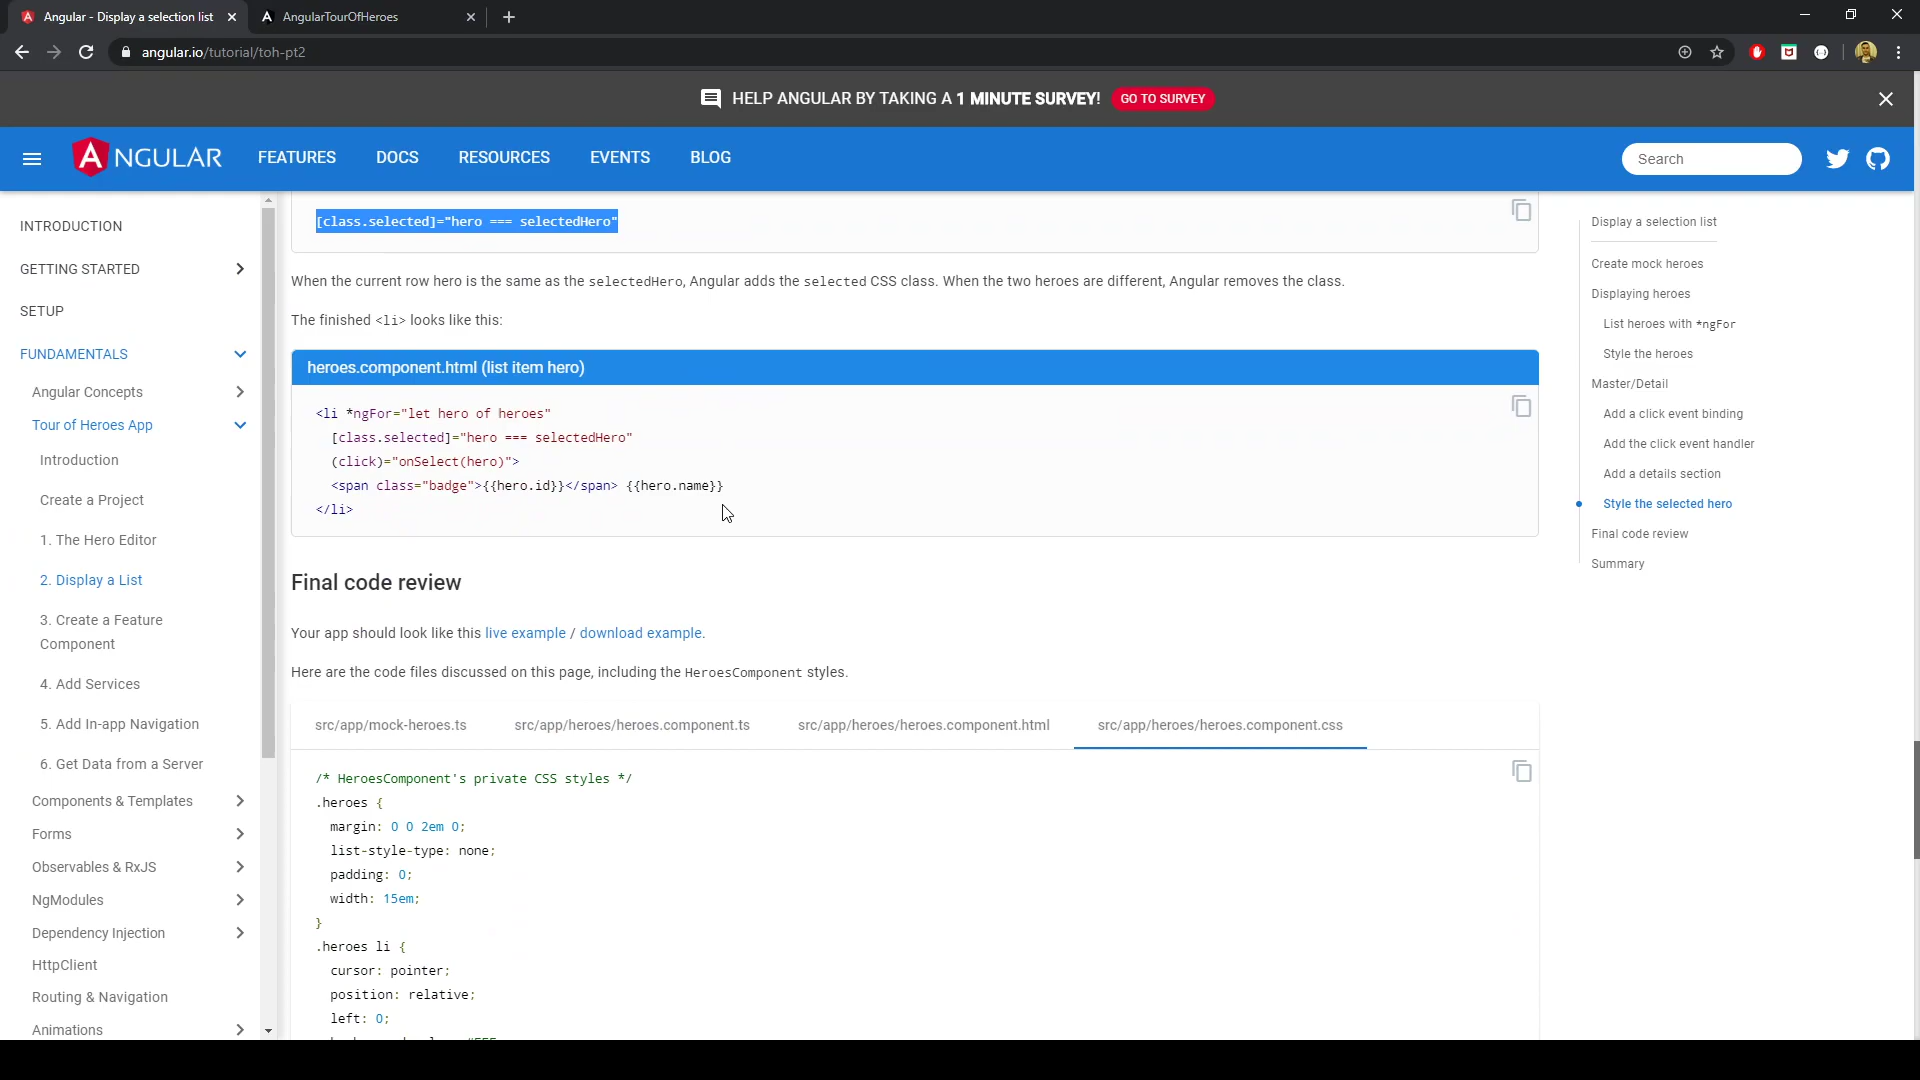 Angular - Display a selection list
AngularTourOfHeroes
angular.io/tutorial/toh-pt2
HELP ANGULAR BY TAKING A 1 MINUTE SURVEY! GO TO SURVEY
ANGULAR
FEATURES
DOCS
RESOURCES
EVENTS
BLOG
Search
INTRODUCTION
GETTING STARTED
SETUP
FUNDAMENTALS
Angular Concepts
Tour of Heroes App
Introduction
Create a Project
1. The Hero Editor
2. Display a List
3. Create a Feature
Component
4. Add Services
5. Add In-app Navigation
6. Get Data from a Server
Components & Templates
Forms
Observables & RxJS
NgModules
Dependency Injection
HttpClient
Routing & Navigation
Animations
[class.selected]="hero === selectedHero"
When the current row hero is the same as the selectedHero, Angular adds the selected CSS class. When the two heroes are different, Angular removes the class.
The finished <li> looks like this:
heroes.component.html (list item hero)
<li *ngFor="let hero of heroes"
[class.selected]="hero === selectedHero"
(click)="onSelect(hero)">
<span class="badge">{{hero.id}}</span> {{hero.name}}
</li>
Final code review
Your app should look like this live example / download example.
Here are the code files discussed on this page, including the HeroesComponent styles.
src/app/mock-heroes.ts
src/app/heroes/heroes.component.ts
src/app/heroes/heroes.component.html
src/app/heroes/heroes.component.css
/* HeroesComponent's private CSS styles */
.heroes {
margin: 0 0 2em 0;
list-style-type: none;
padding: 0;
width: 15em;
}
.heroes li {
cursor: pointer;
position: relative;
left: 0;
Display a selection list
Create mock heroes
Displaying heroes
List heroes with *ngFor
Style the heroes
Master/Detail
Add a click event binding
Add the click event handler
Add a details section
Style the selected hero
Final code review
Summary